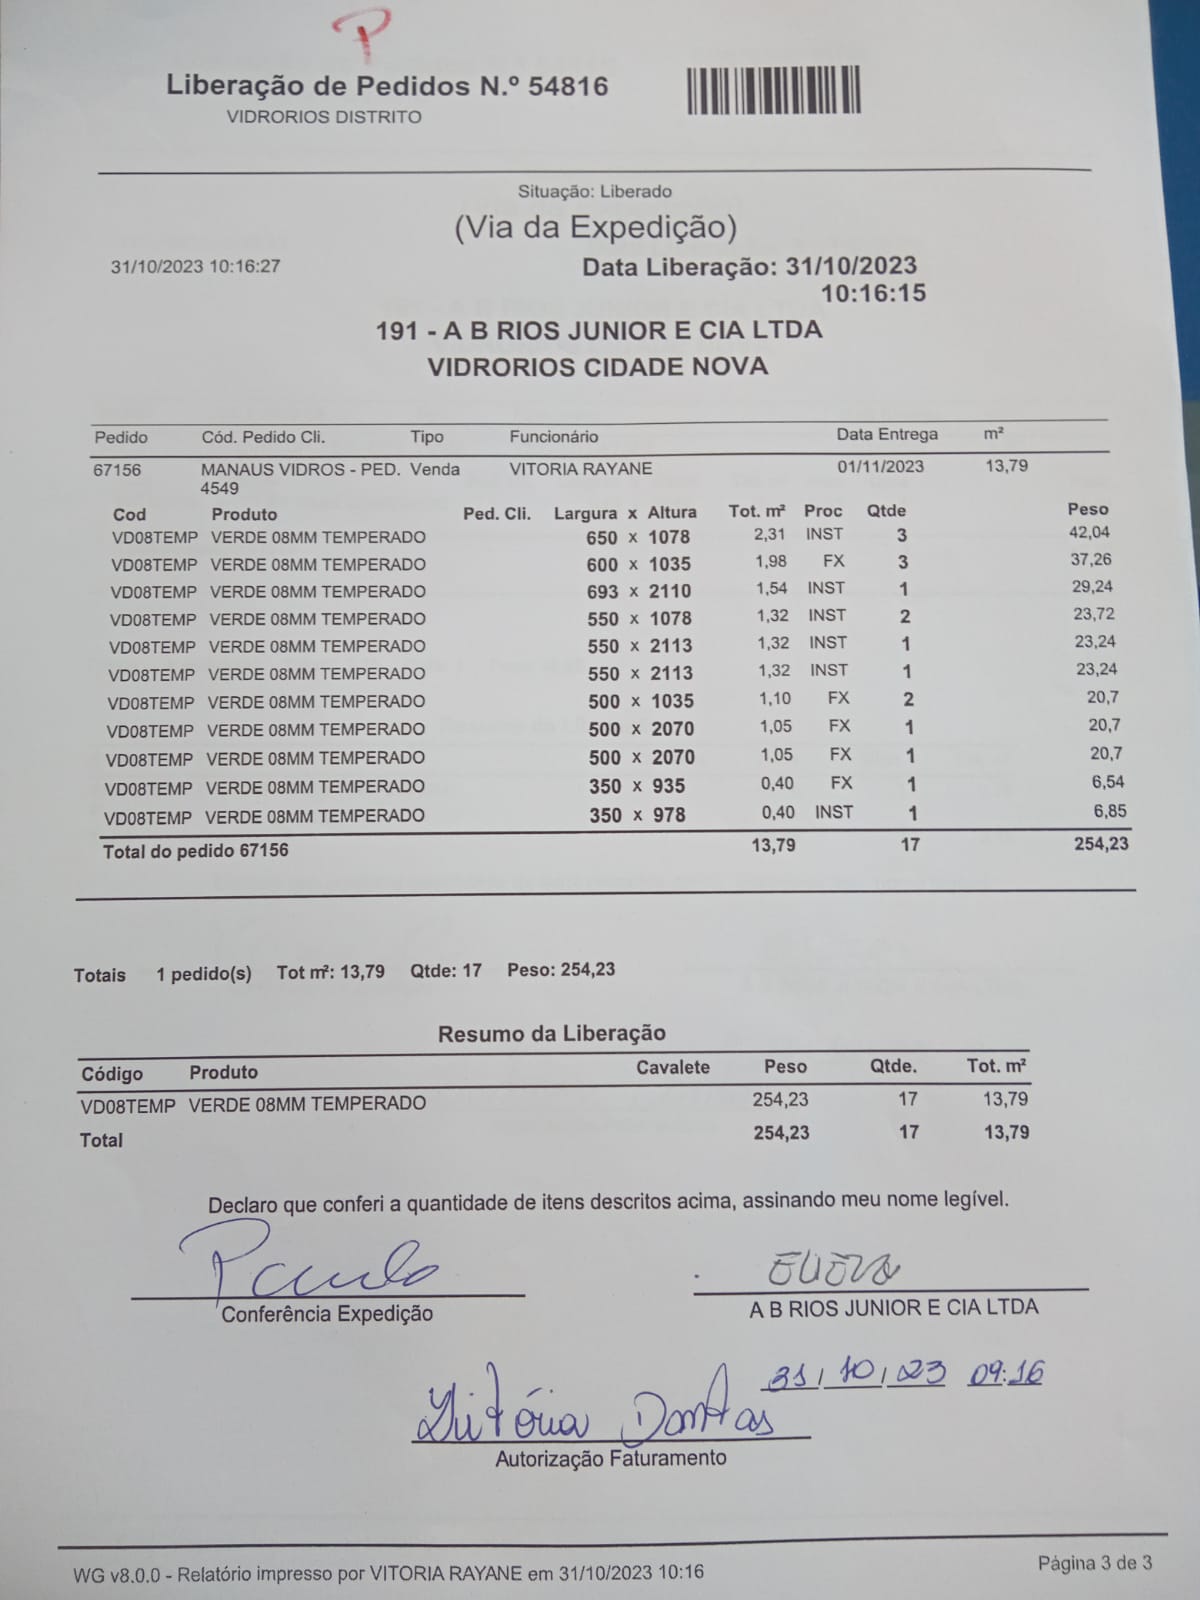 P
Liberação de Pedidos N.º 54816
VIDRORIOS DISTRITO
Situação: Liberado
(Via da Expedição)
31/10/2023 10:16:27 Data Liberação: 31/10/2023
10:16:15
191 - A B RIOS JUNIOR E CIA LTDA
VIDRORIOS CIDADE NOVA
Pedido Cód. Pedido Cli. Tipo Funcionário Data Entrega m²
67156 MANAUS VIDROS - PED. Venda VITORIA RAYANE 01/11/2023 13,79
4549
Cod Produto Ped. Cli. Largura x Altura Tot. m² Proc Qtde Peso
VD08TEMP VERDE 08MM TEMPERADO 650 x 1078 2,31 INST 3 42,04
VD08TEMP VERDE 08MM TEMPERADO 600 x 1035 1,98 FX 3 37,26
VD08TEMP VERDE 08MM TEMPERADO 693 x 2110 1,54 INST 1 29,24
VD08TEMP VERDE 08MM TEMPERADO 550 x 1078 1,32 INST 2 23,72
VD08TEMP VERDE 08MM TEMPERADO 550 x 2113 1,32 INST 1 23,24
VD08TEMP VERDE 08MM TEMPERADO 550 x 2113 1,32 INST 1 23,24
VD08TEMP VERDE 08MM TEMPERADO 500 x 1035 1,10 FX 2 20,7
VD08TEMP VERDE 08MM TEMPERADO 500 x 2070 1,05 FX 1 20,7
VD08TEMP VERDE 08MM TEMPERADO 500 x 2070 1,05 FX 1 20,7
VD08TEMP VERDE 08MM TEMPERADO 350 x 935 0,40 FX 1 6,54
VD08TEMP VERDE 08MM TEMPERADO 350 x 978 0,40 INST 1 6,85
Total do pedido 67156 13,79 17 254,23
Totais 1 pedido(s) Tot m²: 13,79 Qtde: 17 Peso: 254,23
Resumo da Liberação
Código Produto Cavalete Peso Qtde. Tot. m²
VD08TEMP VERDE 08MM TEMPERADO 254,23 17 13,79
Total 254,23 17 13,79
Declaro que conferi a quantidade de itens descritos acima, assinando meu nome legível.
Paulo
Conferência Expedição A B RIOS JUNIOR E CIA LTDA
31/10/23 09:16
Vitória Dantas
Autorização Faturamento
WG v8.0.0 - Relatório impresso por VITORIA RAYANE em 31/10/2023 10:16 Página 3 de 3